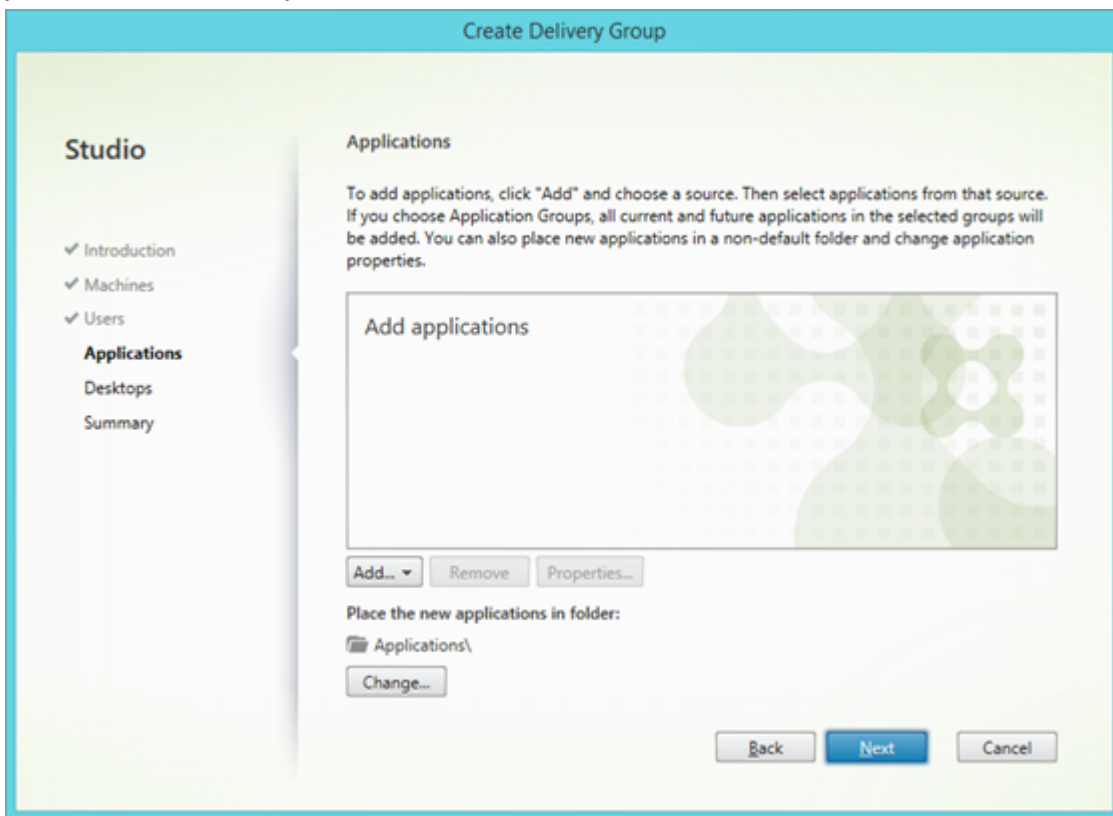 Create Delivery Group
Studio
Introduction
Machines
Users
Applications
Desktops
Summary
Applications
To add applications, click "Add" and choose a source. Then select applications from that source.
If you choose Application Groups, all current and future applications in the selected groups will
be added. You can also place new applications in a non-default folder and change application
properties.
Add applications
Add...
Remove
Properties...
Place the new applications in folder:
Applications\
Change...
Back
Next
Cancel